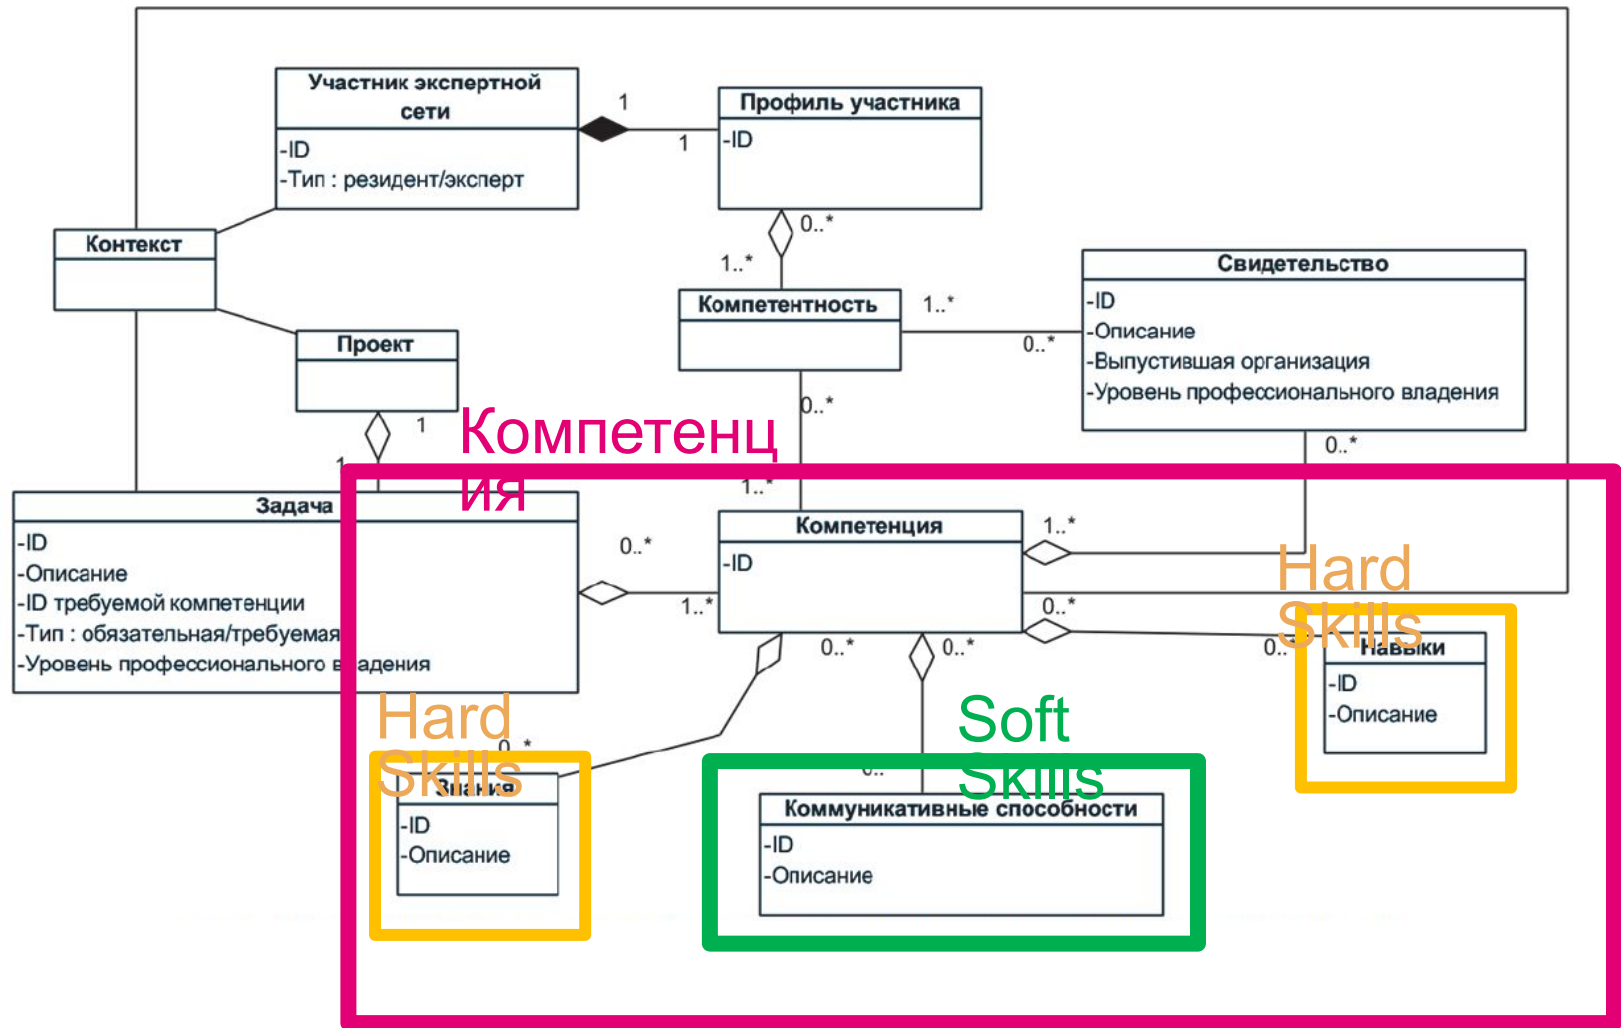 Участник экспертной
сети
-ID
-Тип : резидент/эксперт
1
1
Профиль участника
-ID
0..*
1..*
Контекст
Проект
1
1
Компетентность
1..*
0..*
0..*
1..*
Свидетельство
-ID
-Описание
-Выпустившая организация
-Уровень профессионального владения
0..*
Компетенц
ия
Задача
-ID
-Описание
-ID требуемой компетенции
-Тип : обязательная/требуемая
-Уровень профессионального владения
0..*
1..*
Компетенция
-ID
1..*
0..*
0..*
0..*
0..
Hard
Skills
Навыки
-ID
-Описание
Hard
Skills
0..*
Знания
-ID
-Описание
Soft
Skills
0..
Коммуникативные способности
-ID
-Описание